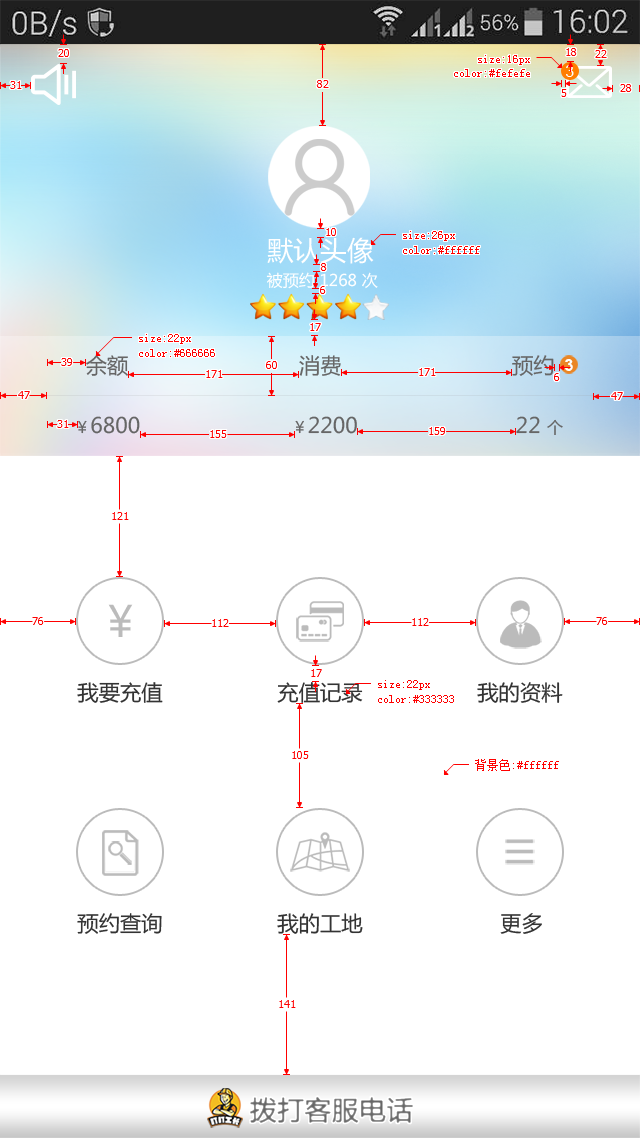 0B/s 1 2 56% 16:02
20 18 22
size:16px
color:#fefefe
31 82 3 5 28
10
size:26px
color:#ffffff
默认头像
8
被预约 1268 次
6
17
size:22px
color:#666666
39 余额 171 60 消费 171 预约 3 6
47 47
31 ¥6800 155 ¥2200 159 22 个
121
¥
76 112 112 76
17
我要充值 充值记录 我的资料
size:22px
color:#333333
105
背景色:#ffffff
预约查询 我的工地 更多
141
拨打客服电话